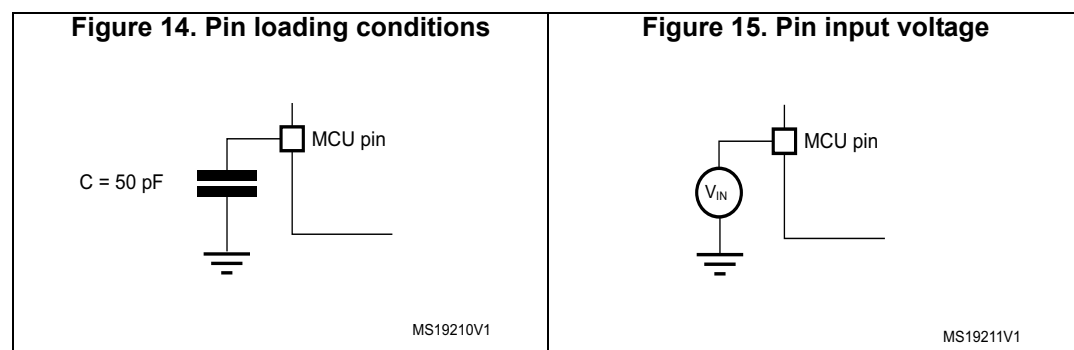 Figure 14. Pin loading conditions
MCU pin
C = 50 pF
MS19210V1
Figure 15. Pin input voltage
MCU pin
VIN
MS19211V1